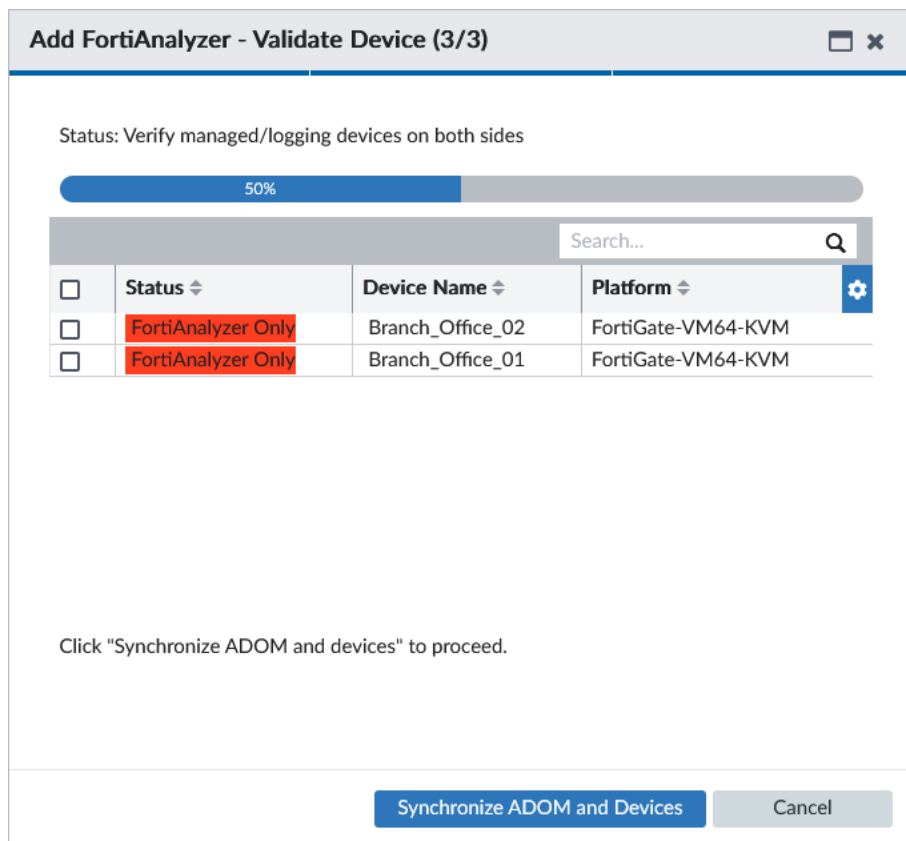 Add FortiAnalyzer - Validate Device (3/3)
Status: Verify managed/logging devices on both sides
50%
Search...
Status Device Name Platform
FortiAnalyzer Only Branch_Office_02 FortiGate-VM64-KVM
FortiAnalyzer Only Branch_Office_01 FortiGate-VM64-KVM
Click "Synchronize ADOM and devices" to proceed.
Synchronize ADOM and Devices Cancel